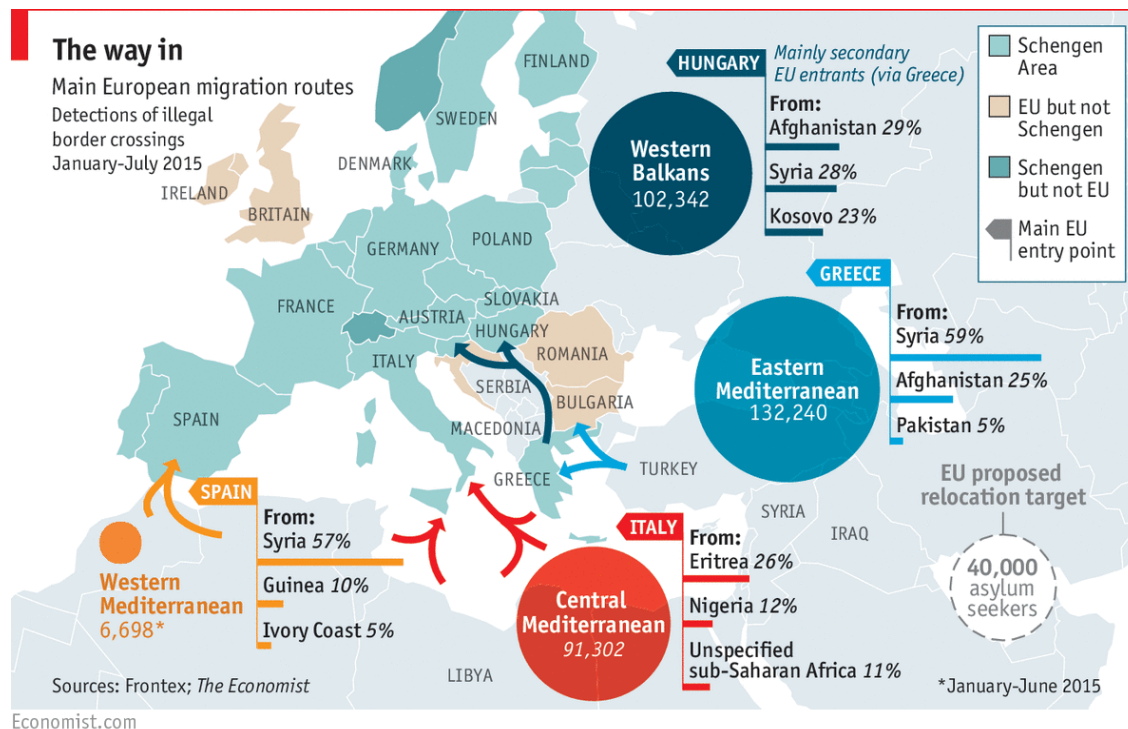 The way in
Main European migration routes
Detections of illegal
border crossings
January-July 2015
HUNGARY
Mainly secondary
EU entrants (via Greece)
From:
Afghanistan 29%
Syria 28%
Kosovo 23%
Western
Balkans
102,342
Schengen
Area
EU but not
Schengen
Schengen
but not EU
Main EU
entry point
GREECE
From:
Syria 59%
Afghanistan 25%
Pakistan 5%
Eastern
Mediterranean
132,240
FINLAND
SWEDEN
DENMARK
IRELAND
BRITAIN
GERMANY
POLAND
FRANCE
SLOVAKIA
AUSTRIA
HUNGARY
ITALY
ROMANIA
SERBIA
BULGARIA
SPAIN
MACEDONIA
GREECE
TURKEY
SYRIA
IRAQ
LIBYA
EU proposed
relocation target
40,000
asylum
seekers
SPAIN
From:
Syria 57%
Guinea 10%
Ivory Coast 5%
Western
Mediterranean
6,698*
ITALY
From:
Eritrea 26%
Nigeria 12%
Unspecified
sub-Saharan Africa 11%
Central
Mediterranean
91,302
Sources: Frontex; The Economist
*January-June 2015
Economist.com